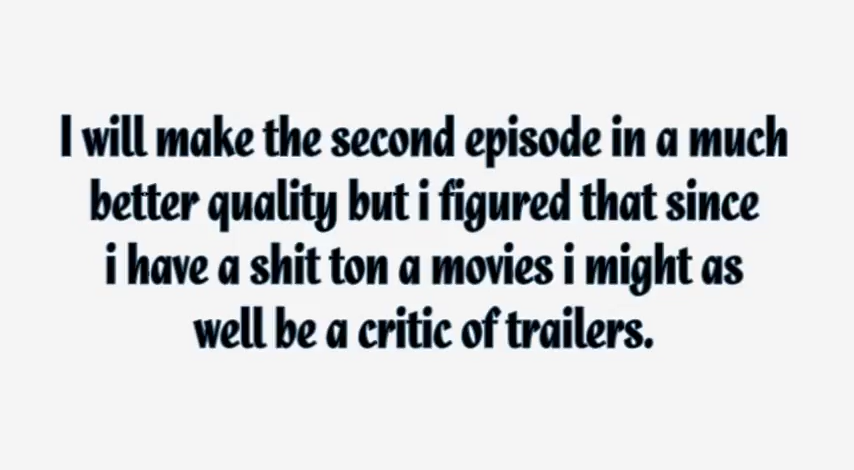 I will make the second episode in a much
better quality but i figured that since
i have a shit ton a movies i might as
well be a critic of trailers.